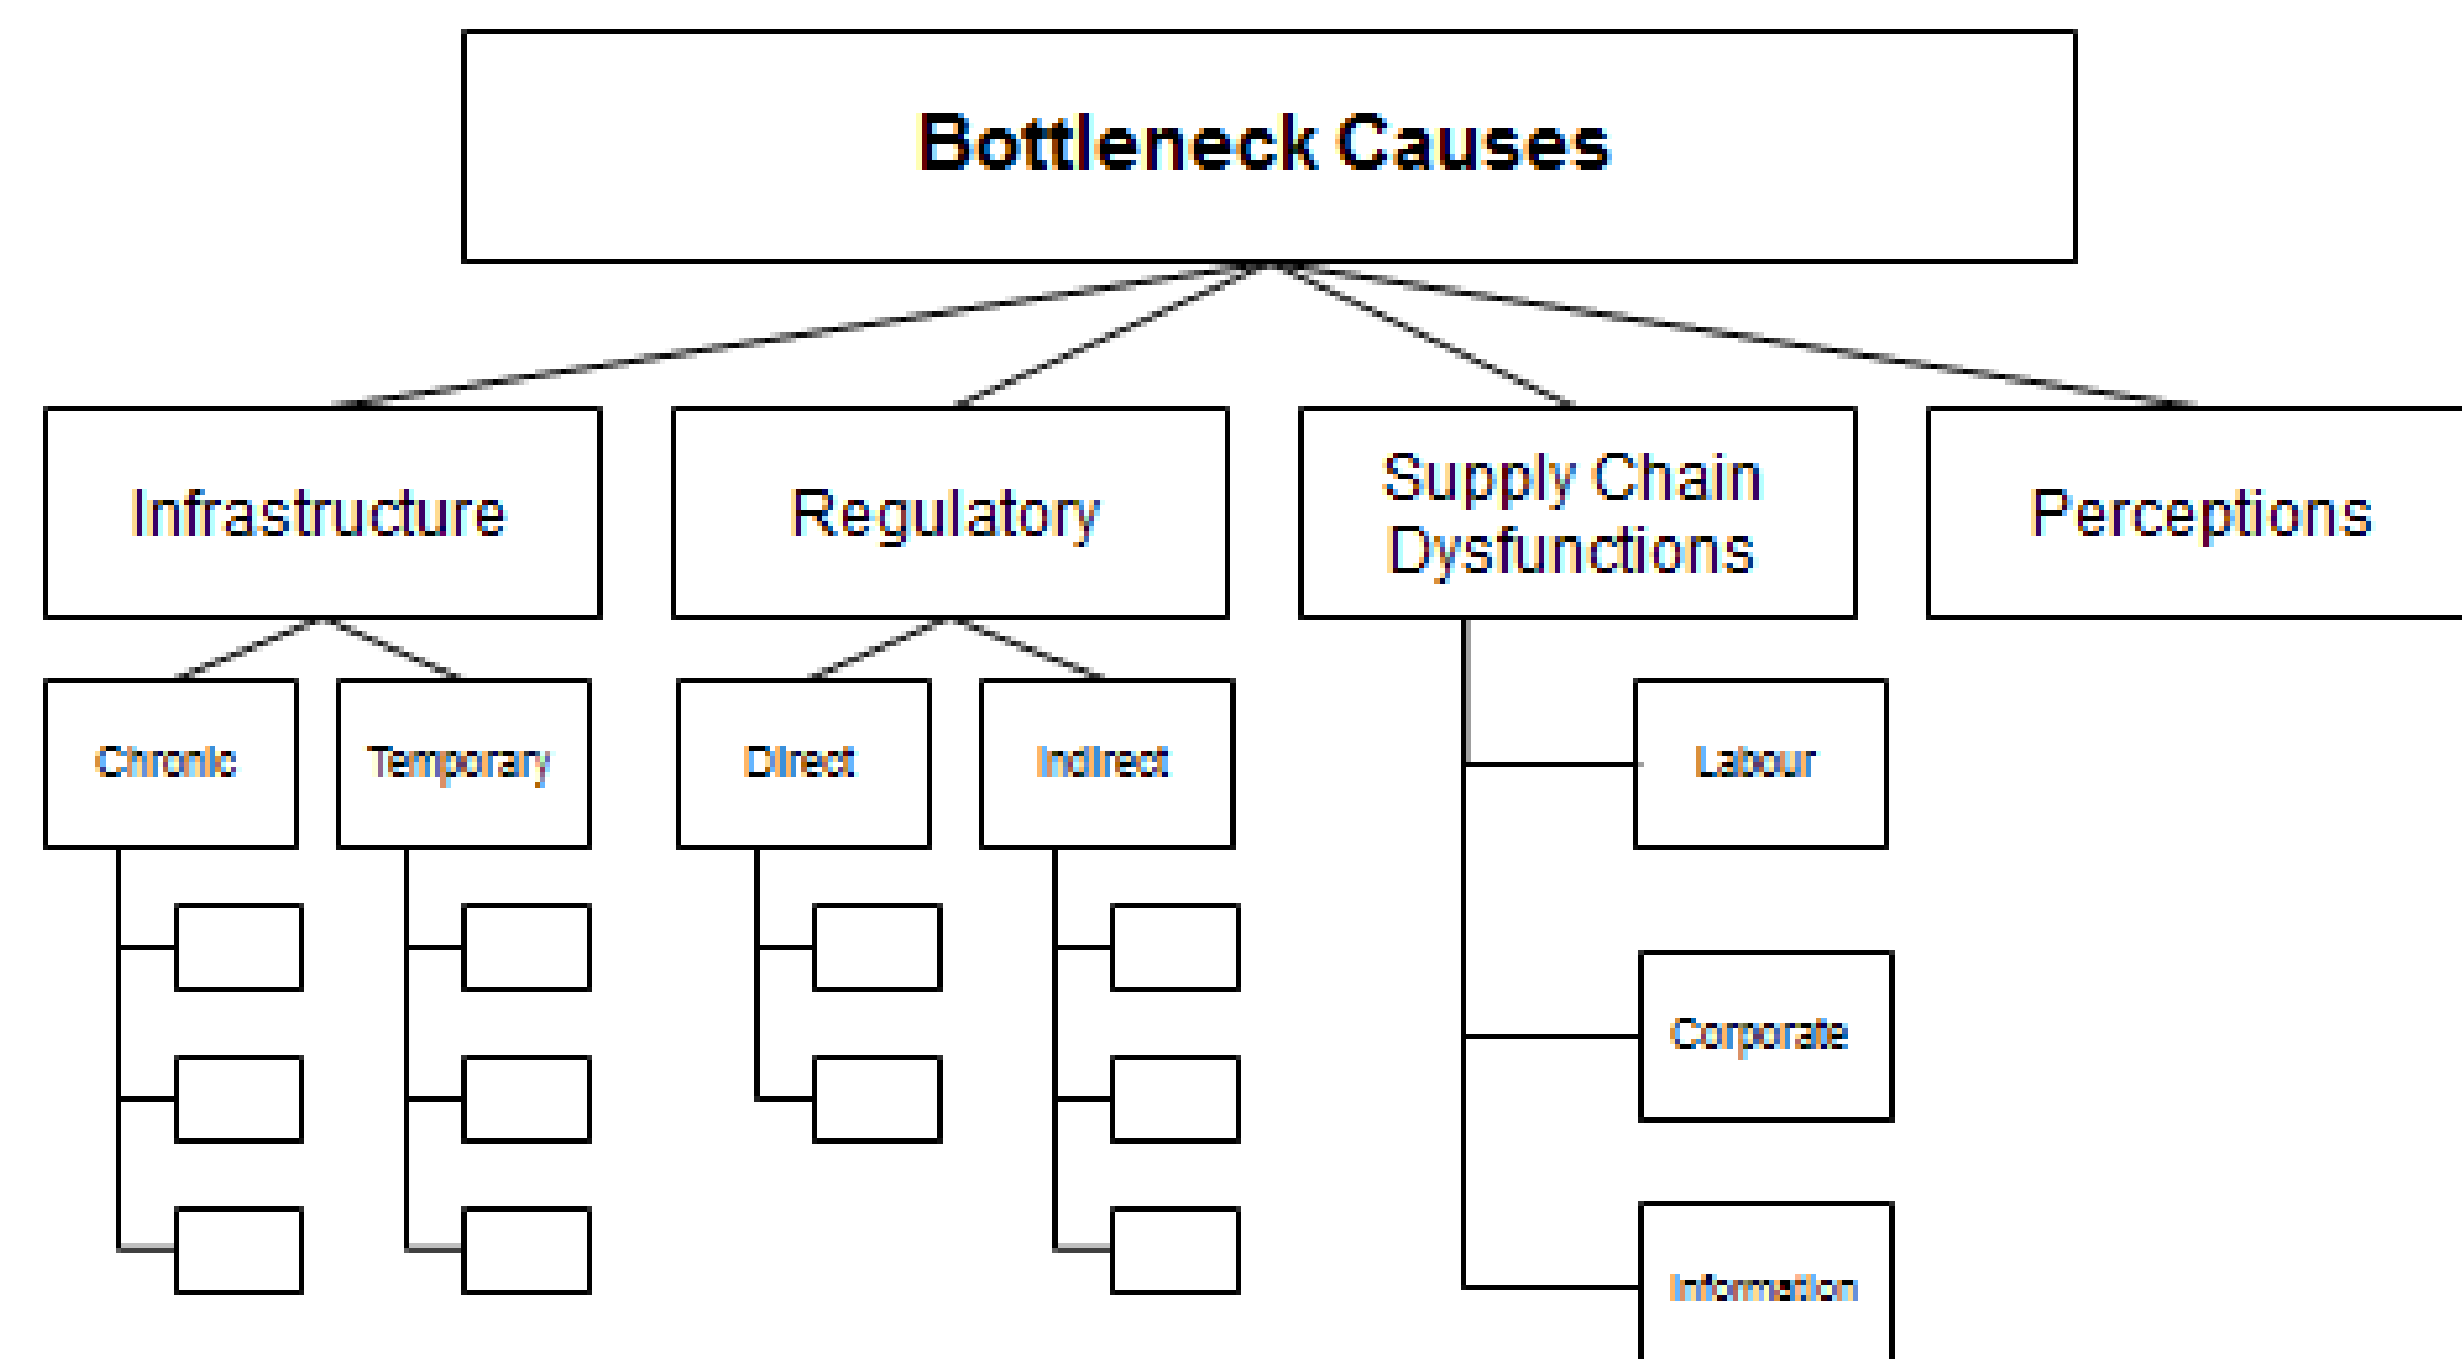 Bottleneck Causes
Infrastructure
Regulatory
Supply Chain
Dysfunctions
Perceptions
Chronic
Temporary
Direct
Indirect
Labour
Corporate
Information